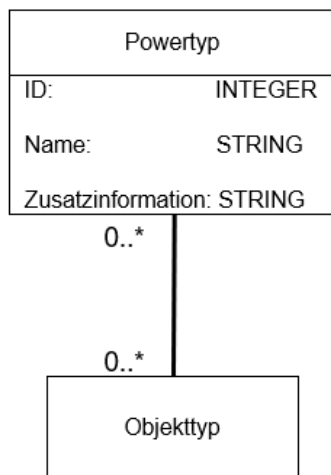 Powertyp
ID: INTEGER
Name: STRING
Zusatzinformation: STRING
0..*
0..*
Objekttyp